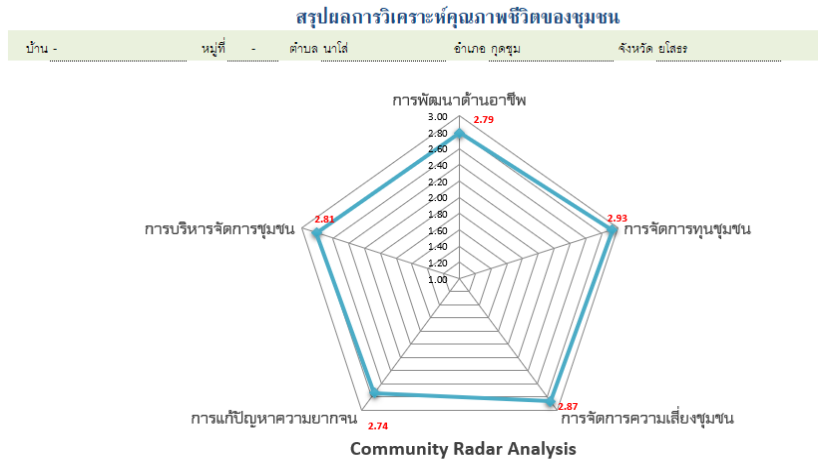 สรุปผลการวิเคราะห์คุณภาพชีวิตของชุมชน
บ้าน - หมู่ที่ - ตำบล นาโส่ อำเภอ กุดชุม จังหวัด ยโสธร
การพัฒนาด้านอาชีพ
3.00
2.79
2.80
2.60
2.40
2.20
2.00
1.80
1.60
1.40
1.20
1.00
2.81
การบริหารจัดการชุมชน
2.93
การจัดการทุนชุมชน
การแก้ปัญหาความยากจน
2.74
2.87
การจัดการความเสี่ยงชุมชน
Community Radar Analysis